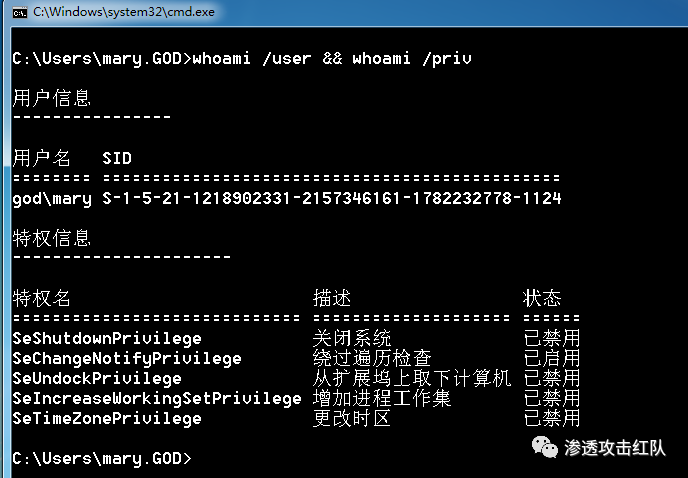 C:\Windows\system32\cmd.exe
C:\Users\mary.GOD>whoami /user && whoami /priv
用户信息
----------------
用户名 SID
======== ==============================================
god\mary S-1-5-21-1218902331-2157346161-1782232778-1124
特权信息
----------------------
特权名 描述 状态
============================= ==================== ======
SeShutdownPrivilege 关闭系统 已禁用
SeChangeNotifyPrivilege 绕过遍历检查 已启用
SeUndockPrivilege 从扩展坞上取下计算机 已禁用
SeIncreaseWorkingSetPrivilege 增加进程工作集 已禁用
SeTimeZonePrivilege 更改时区 已禁用
C:\Users\mary.GOD>
渗透攻击红队